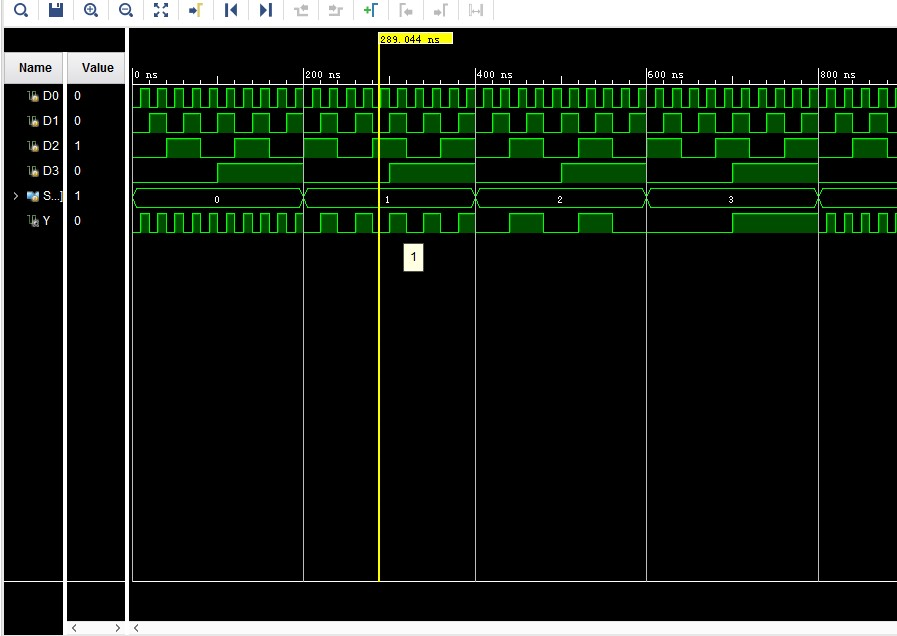 289.044 ns
Name Value
0 ns 200 ns 400 ns 600 ns 800 ns
D0 0
D1 0
D2 1
D3 0
S...] 1 0 1 2 3
Y 0
1